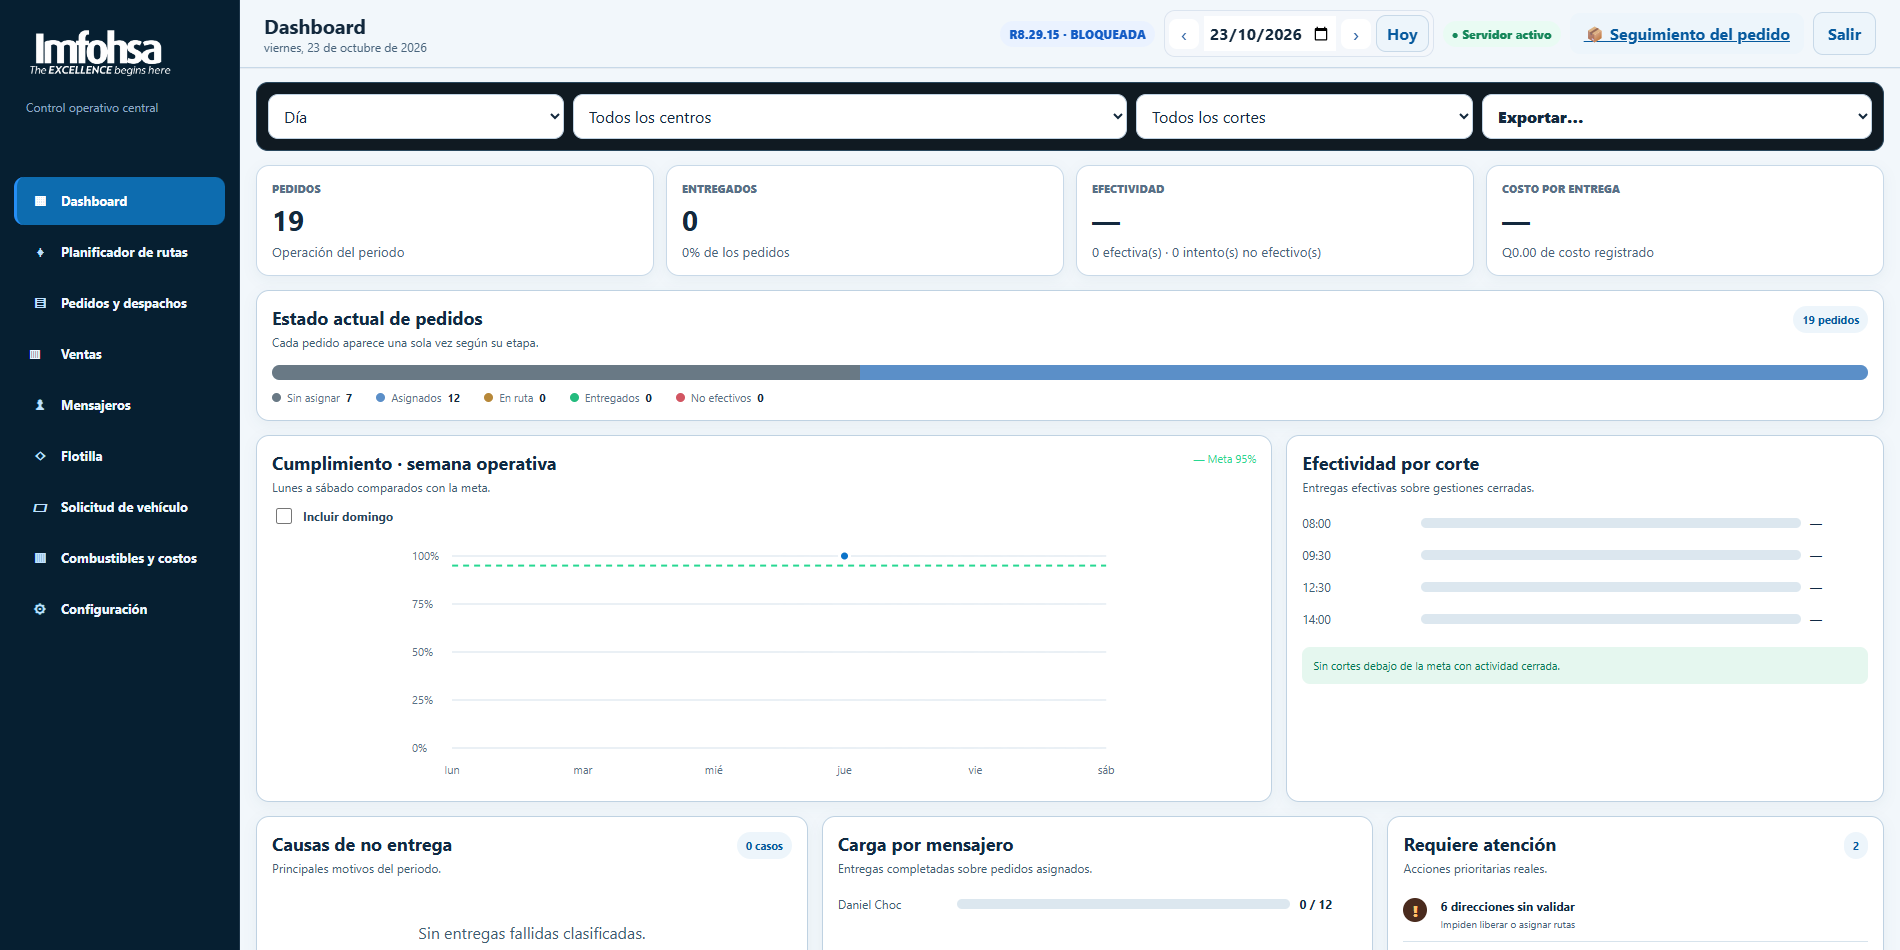 Imfohsa
The EXCELLENCE begins here
Control operativo central
Dashboard
Planificador de rutas
Pedidos y despachos
Ventas
Mensajeros
Flotilla
Solicitud de vehículo
Combustibles y costos
Configuración
Dashboard
viernes, 23 de octubre de 2026
R8.29.15 · BLOQUEADA
‹ 23/10/2026 › Hoy
• Servidor activo
📦 Seguimiento del pedido
Salir
Día
Todos los centros
Todos los cortes
Exportar...
PEDIDOS
19
Operación del periodo
ENTREGADOS
0
0% de los pedidos
EFECTIVIDAD
—
0 efectiva(s) · 0 intento(s) no efectivo(s)
COSTO POR ENTREGA
—
Q0.00 de costo registrado
Estado actual de pedidos
19 pedidos
Cada pedido aparece una sola vez según su etapa.
Sin asignar 7 Asignados 12 En ruta 0 Entregados 0 No efectivos 0
Cumplimiento · semana operativa
— Meta 95%
Lunes a sábado comparados con la meta.
Incluir domingo
100%
75%
50%
25%
0%
lun mar mié jue vie sáb
Efectividad por corte
Entregas efectivas sobre gestiones cerradas.
08:00 —
09:30 —
12:30 —
14:00 —
Sin cortes debajo de la meta con actividad cerrada.
Causas de no entrega
0 casos
Principales motivos del periodo.
Sin entregas fallidas clasificadas.
Carga por mensajero
Entregas completadas sobre pedidos asignados.
Daniel Choc 0 / 12
Requiere atención
2
Acciones prioritarias reales.
! 6 direcciones sin validar
Impiden liberar o asignar rutas